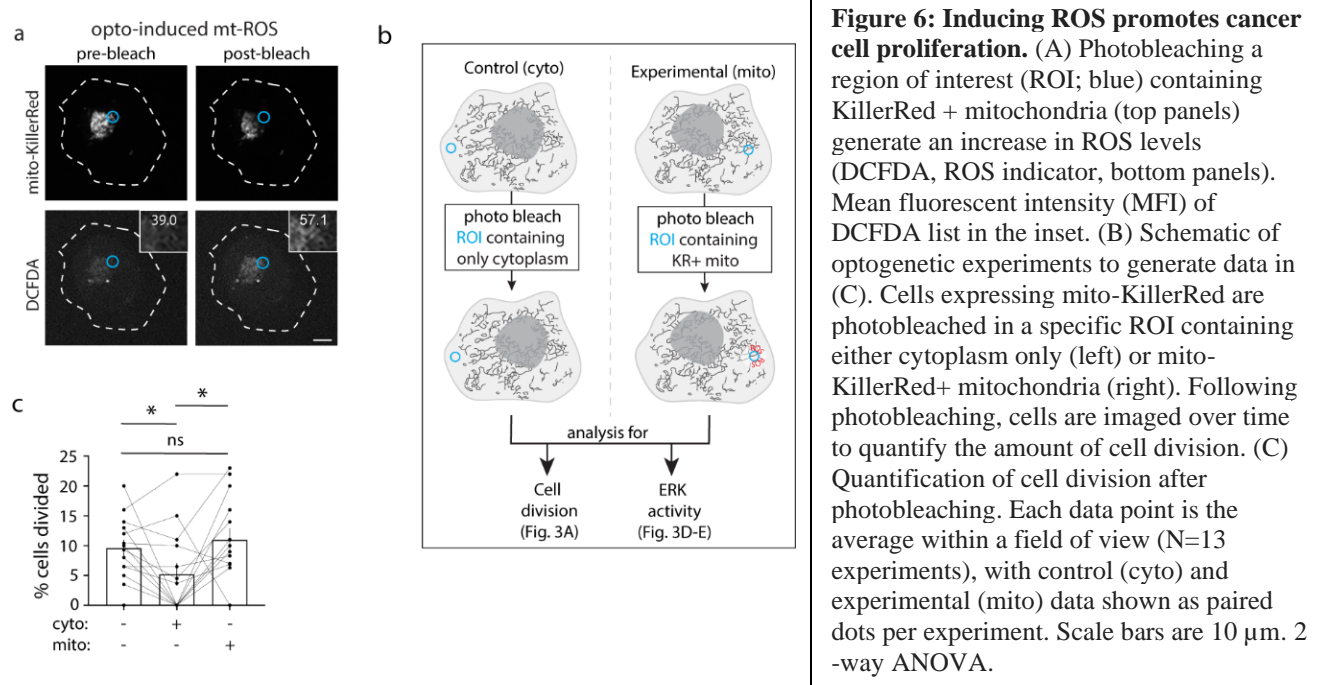 a
opto-induced mt-ROS
pre-bleach
post-bleach
mito-KillerRed
DCFDA
39.0
57.1
b
Control (cyto)
Experimental (mito)
photo bleach
ROI containing
only cytoplasm
photo bleach
ROI containing
KR+ mito
ROS
ROS
analysis for
Cell
division
(Fig. 3A)
ERK
activity
(Fig. 3D-E)
c
*
*
ns
% cells divided
25
20
15
10
5
0
cyto: - + -
mito: - - +
Figure 6: Inducing ROS promotes cancer
cell proliferation. (A) Photobleaching a
region of interest (ROI; blue) containing
KillerRed + mitochondria (top panels)
generate an increase in ROS levels
(DCFDA, ROS indicator, bottom panels).
Mean fluorescent intensity (MFI) of
DCFDA list in the inset. (B) Schematic of
optogenetic experiments to generate data in
(C). Cells expressing mito-KillerRed are
photobleached in a specific ROI containing
either cytoplasm only (left) or mito-
KillerRed+ mitochondria (right). Following
photobleaching, cells are imaged over time
to quantify the amount of cell division. (C)
Quantification of cell division after
photobleaching. Each data point is the
average within a field of view (N=13
experiments), with control (cyto) and
experimental (mito) data shown as paired
dots per experiment. Scale bars are 10 µm. 2
-way ANOVA.